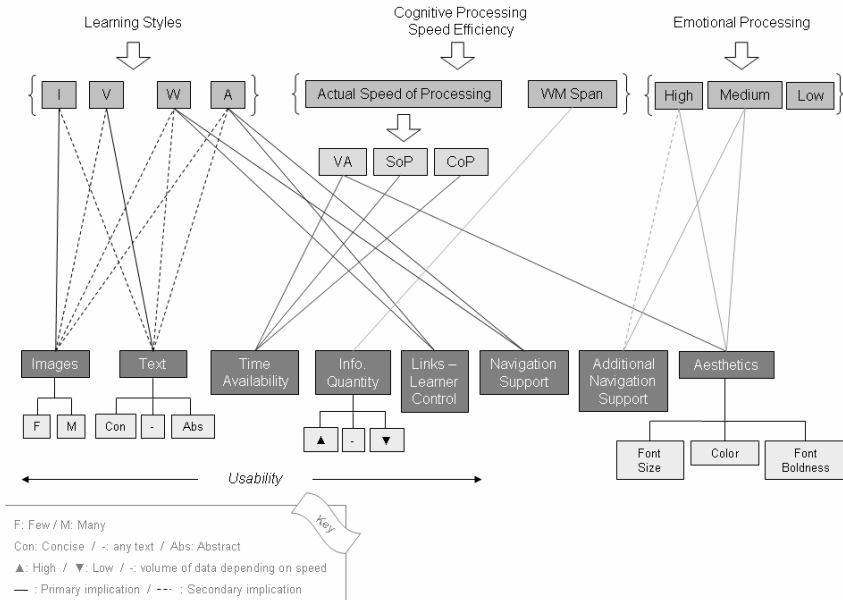 Learning Styles
Cognitive Processing
Speed Efficiency
Emotional Processing
I
V
W
A
Actual Speed of Processing
WM Span
High
Medium
Low
VA
SoP
CoP
Images
Text
Time
Availability
Info.
Quantity
Links –
Learner
Control
Navigation
Support
Additional
Navigation
Support
Aesthetics
F
M
Con
-
Abs
▲
-
▼
Font
Size
Color
Font
Boldness
Usability
Key
F: Few / M: Many
Con: Concise / -: any text / Abs: Abstract
▲: High / ▼: Low / -: volume of data depending on speed
— : Primary implication / --- : Secondary implication